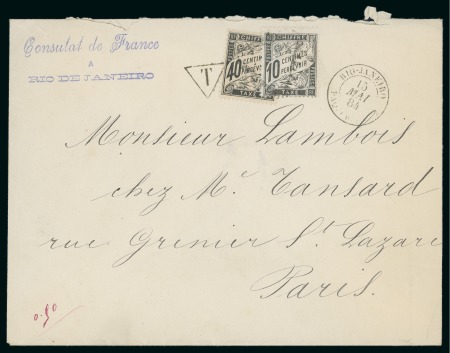 Consulat de France
A
RIO DE JANEIRO
T
CHIFFRE
40
CENTIMES
PERCEVOIR
TAXE
CHIFFRE
10
CENTIMES
PERCEVOIR
TAXE
RIO-JANEIRO
15
MAI
84
Monsieur Lambois
chez Mr. Tansard
rue Grenier St. Lazare
Paris.
0.50